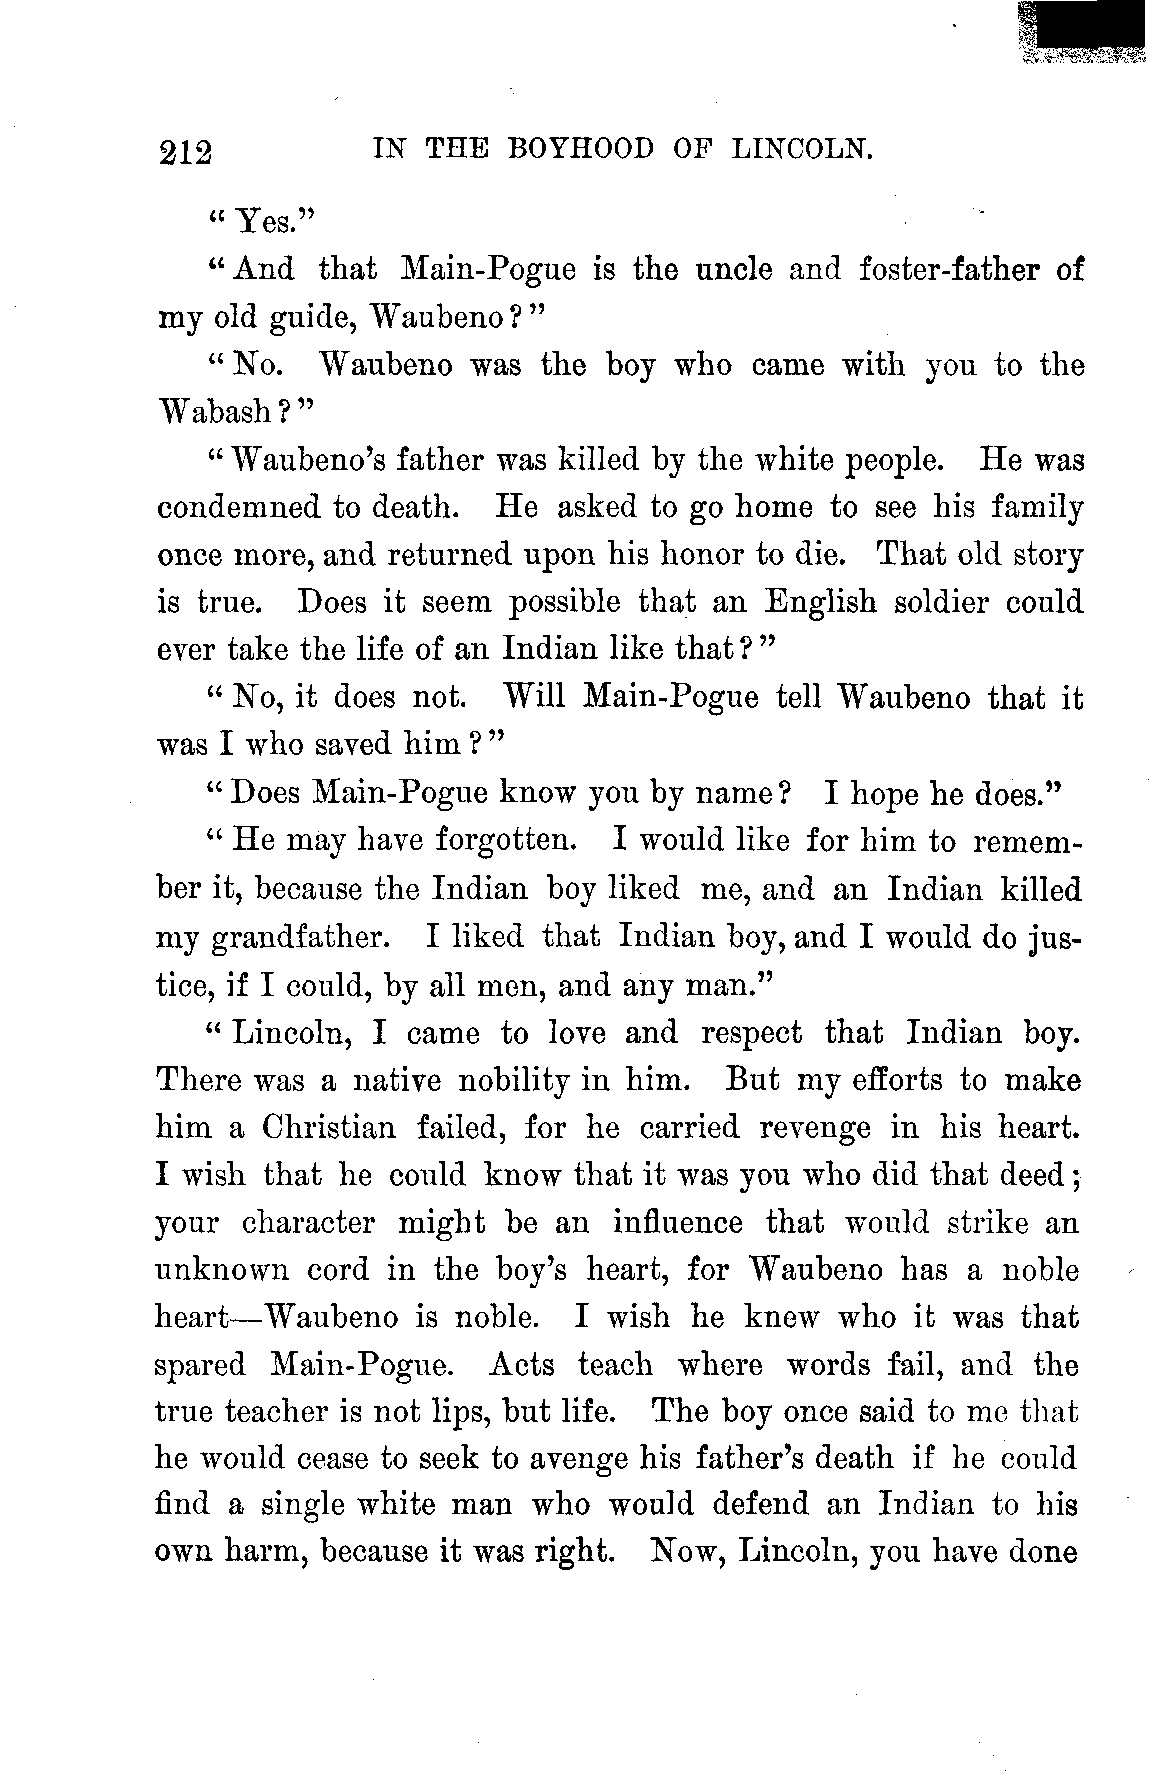 212 IN THE BOYHOOD OF LINCOLN.
“ Yes.”
“ And that Main-Pogue is the uncle and foster-father of
my old guide, Waubeno ? ”
“ No. Waubeno was the boy who came with you to the
Wabash ? ”
“ Waubeno’s father was killed by the white people. He was
condemned to death. He asked to go home to see his family
once more, and returned upon his honor to die. That old story
is true. Does it seem possible that an English soldier could
ever take the life of an Indian like that ? ”
“ No, it does not. Will Main-Pogue tell Waubeno that it
was I who saved him ? ”
“ Does Main-Pogue know you by name ? I hope he does.”
“ He may have forgotten. I would like for him to remem-
ber it, because the Indian boy liked me, and an Indian killed
my grandfather. I liked that Indian boy, and I would do jus-
tice, if I could, by all men, and any man.”
“ Lincoln, I came to love and respect that Indian boy.
There was a native nobility in him. But my efforts to make
him a Christian failed, for he carried revenge in his heart.
I wish that he could know that it was you who did that deed ;
your character might be an influence that would strike an
unknown cord in the boy’s heart, for Waubeno has a noble
heart—Waubeno is noble. I wish he knew who it was that
spared Main-Pogue. Acts teach where words fail, and the
true teacher is not lips, but life. The boy once said to me that
he would cease to seek to avenge his father’s death if he could
find a single white man who would defend an Indian to his
own harm, because it was right. Now, Lincoln, you have done